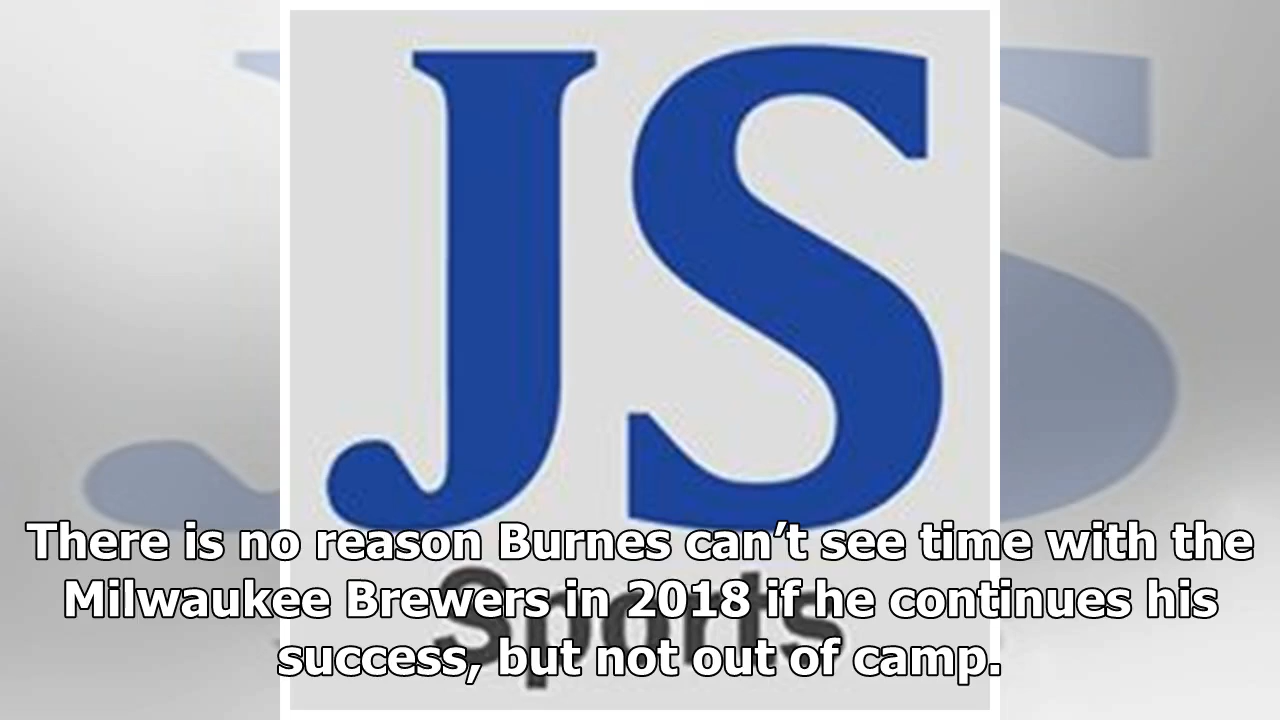 JS
Sports
There is no reason Burnes can’t see time with the
Milwaukee Brewers in 2018 if he continues his
success, but not out of camp.